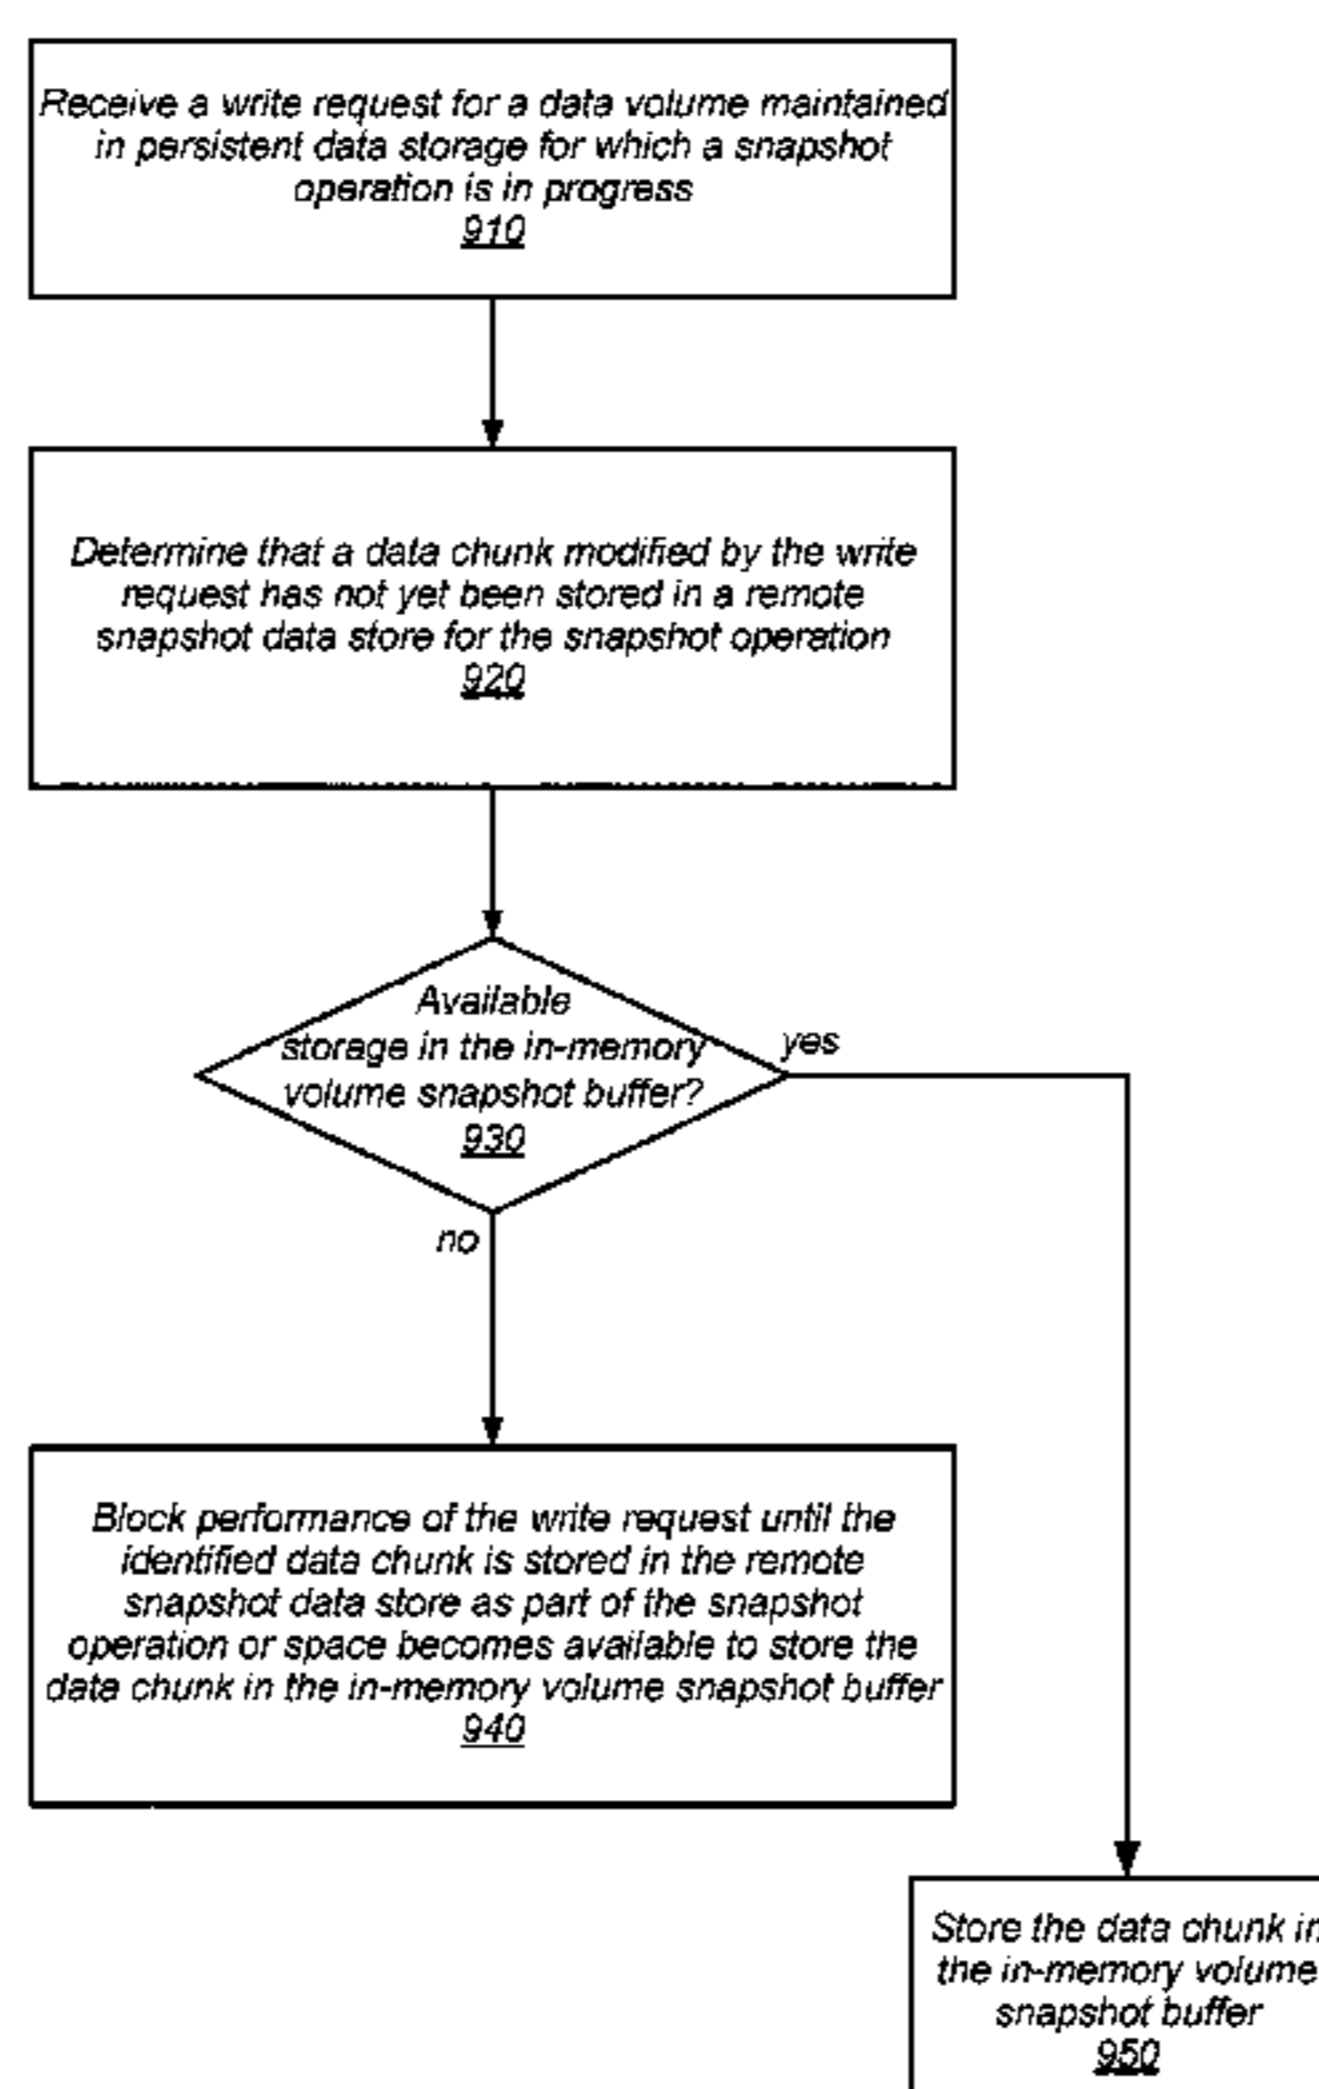 Receive a write request for a data volume maintained
in persistent data storage for which a snapshot
operation is in progress
910
Determine that a data chunk modified by the write
request has not yet been stored in a remote
snapshot data store for the snapshot operation
920
Available
storage in the in-memory
volume snapshot buffer?
930
yes
no
Block performance of the write request until the
identified data chunk is stored in the remote
snapshot data store as part of the snapshot
operation or space becomes available to store the
data chunk in the in-memory volume snapshot buffer
940
Store the data chunk in
the in-memory volume
snapshot buffer
950